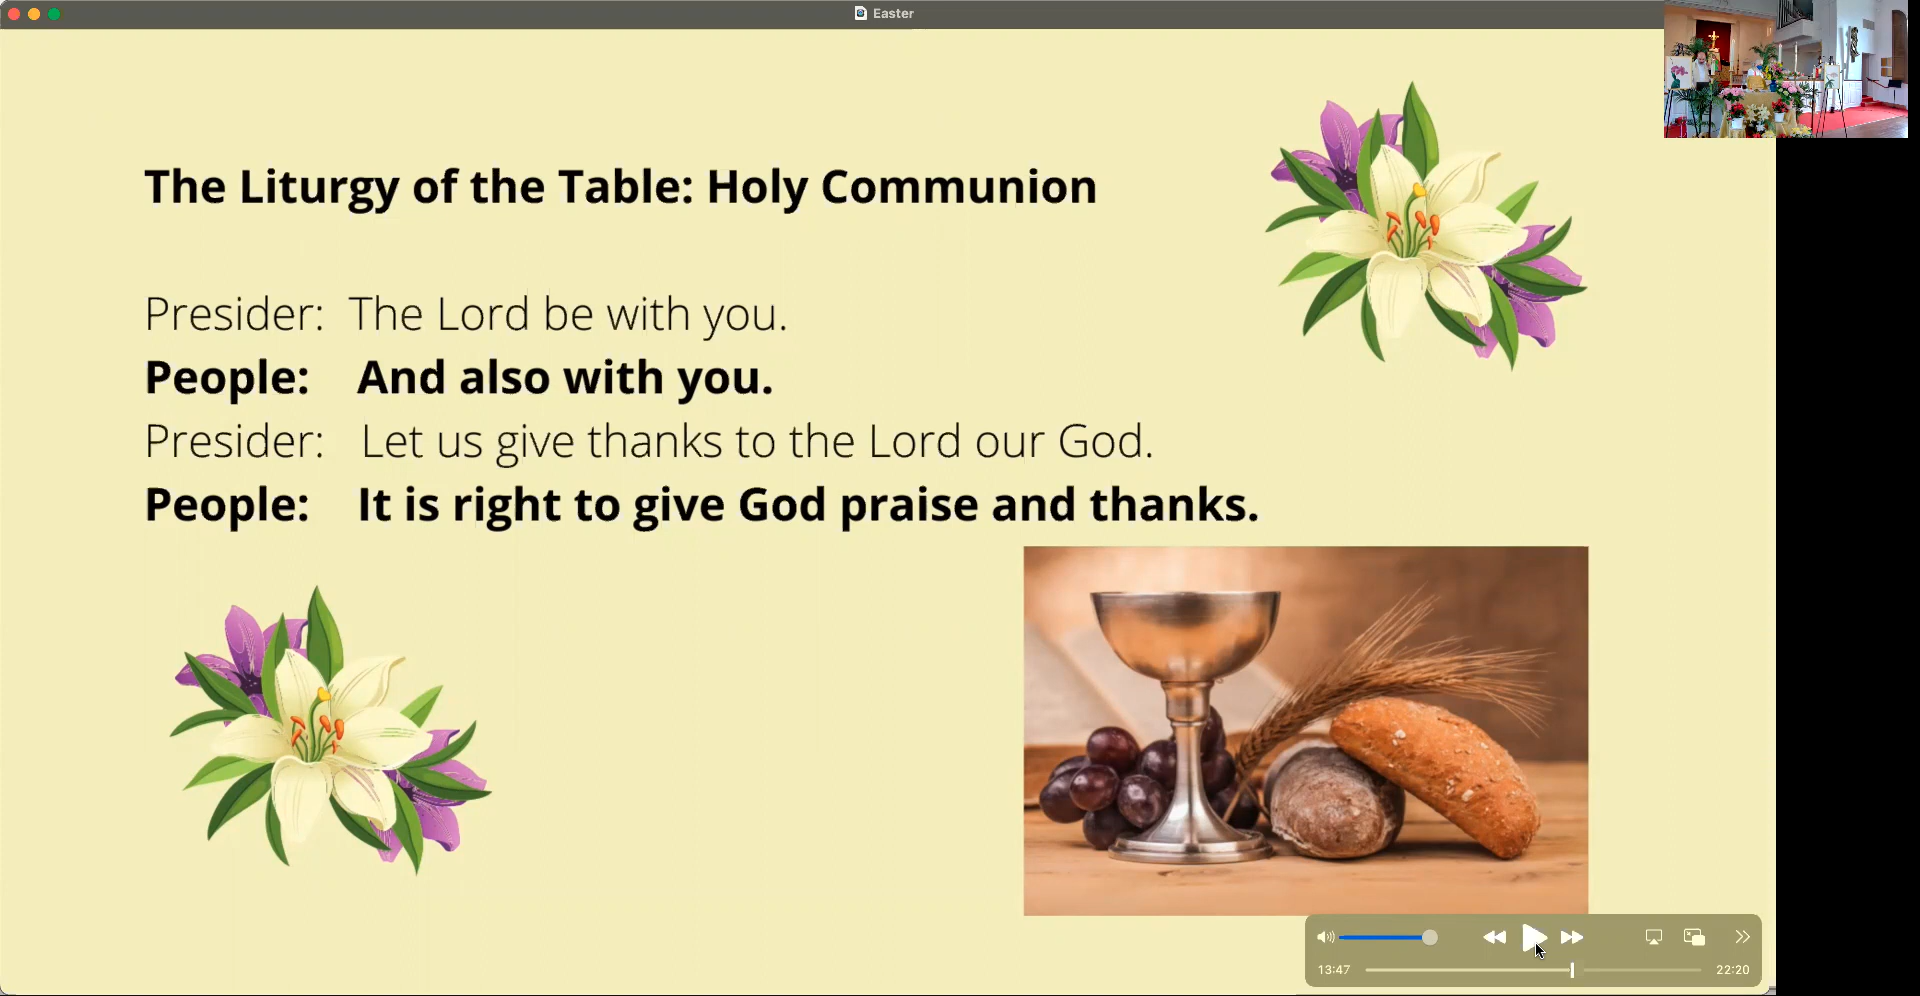 Easter
The Liturgy of the Table: Holy Communion
Presider: The Lord be with you.
People: And also with you.
Presider: Let us give thanks to the Lord our God.
People: It is right to give God praise and thanks.
13:47
22:20